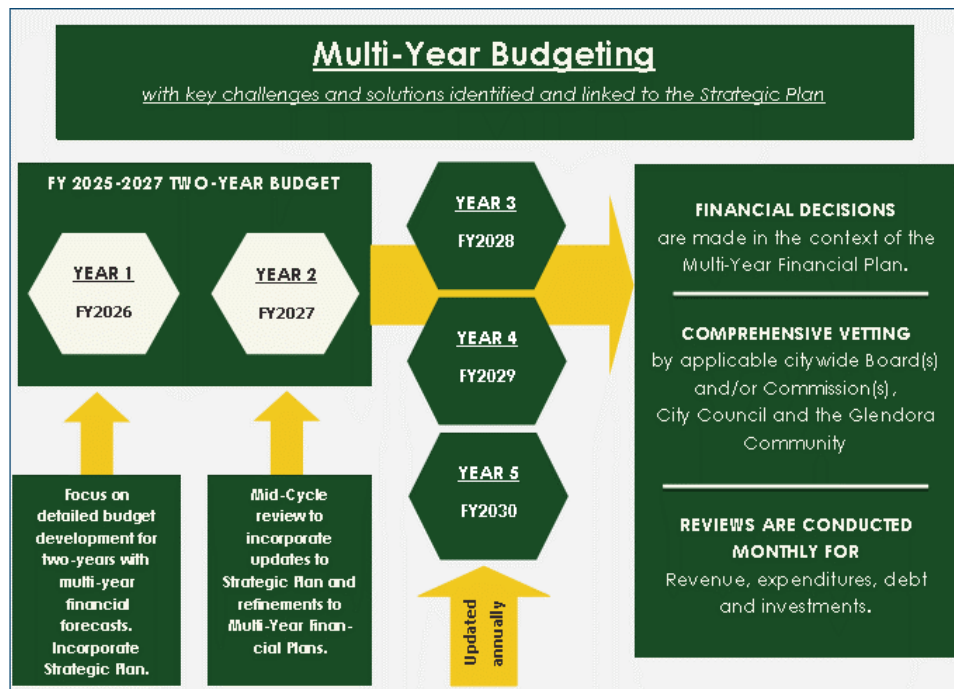 Multi-Year Budgeting
with key challenges and solutions identified and linked to the Strategic Plan
FY 2025-2027 TWO-YEAR BUDGET
YEAR 1
FY2026
YEAR 2
FY2027
Focus on
detailed budget
development for
two-years with
multi-year
financial
forecasts.
Incorporate
Strategic Plan.
Mid-Cycle
review to
incorporate
updates to
Strategic Plan and
refinements to
Multi-Year Finan-
cial Plans.
YEAR 3
FY2028
YEAR 4
FY2029
YEAR 5
FY2030
Updated
annually
FINANCIAL DECISIONS
are made in the context of the
Multi-Year Financial Plan.
COMPREHENSIVE VETTING
by applicable citywide Board(s)
and/or Commission(s),
City Council and the Glendora
Community
REVIEWS ARE CONDUCTED
MONTHLY FOR
Revenue, expenditures, debt
and investments.